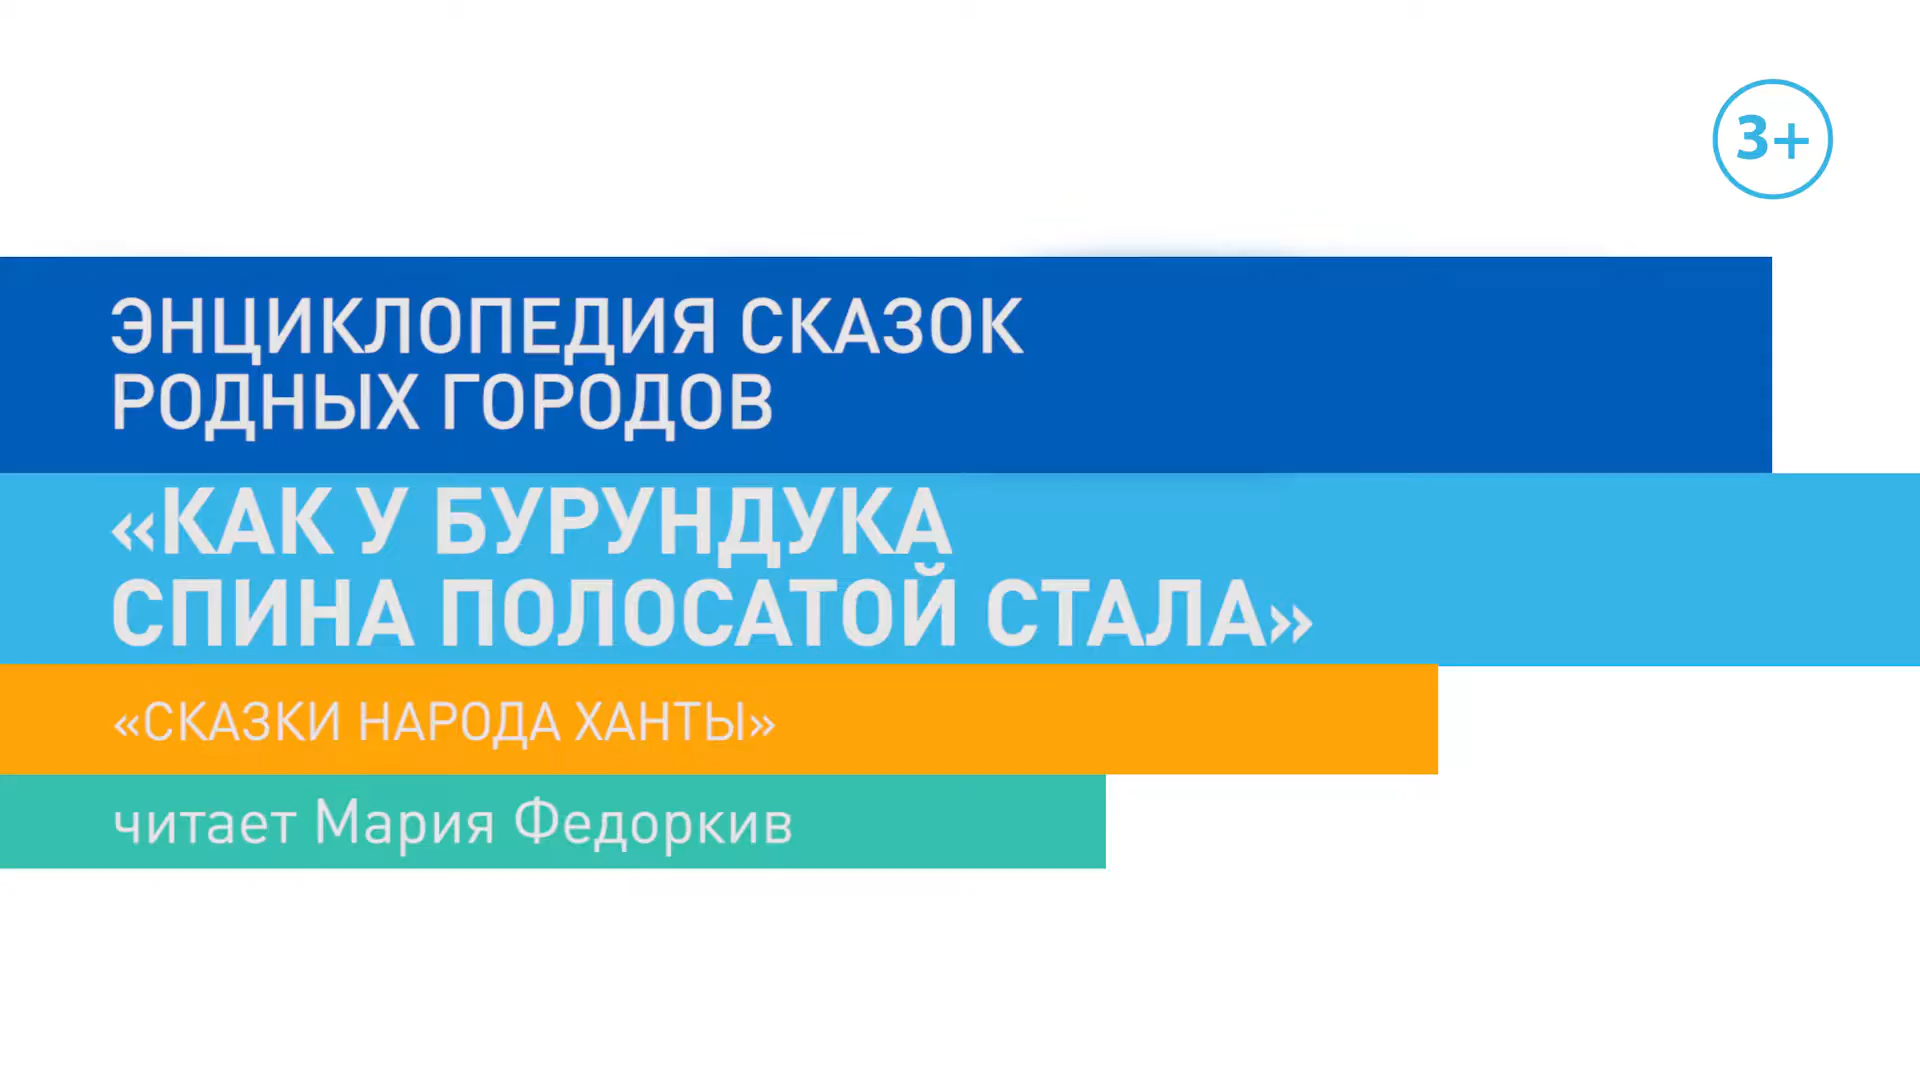 3+
ЭНЦИКЛОПЕДИЯ СКАЗОК
РОДНЫХ ГОРОДОВ
«КАК У БУРУНДУКА
СПИНА ПОЛОСАТОЙ СТАЛА»
«СКАЗКИ НАРОДА ХАНТЫ»
читает Мария Федоркив